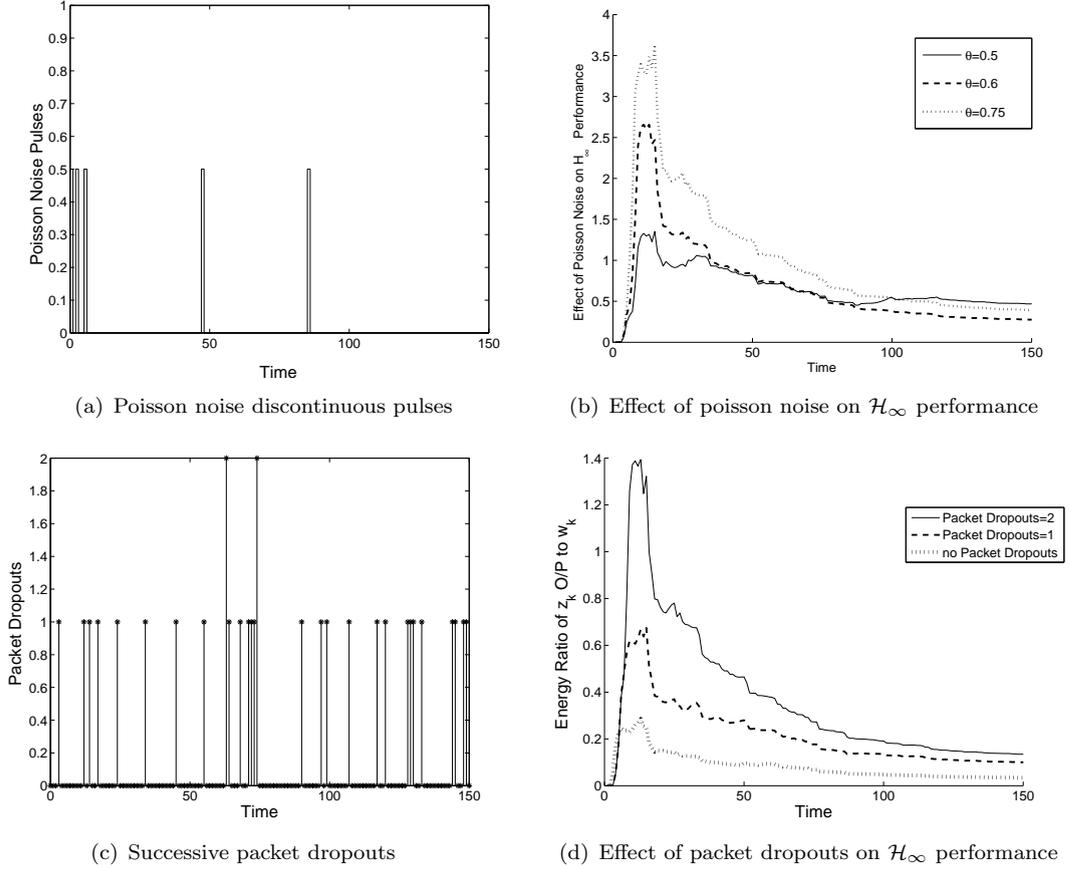 1
0.9
0.8
0.7
0.6
0.5
0.4
0.3
0.2
0.1
0
Poisson Noise Pulses
0 50 100 150
Time
(a) Poisson noise discontinuous pulses
4
3.5
3
2.5
2
1.5
1
0.5
0
Effect of Poisson Noise on H∞ Performance
θ=0.5
θ=0.6
θ=0.75
0 50 100 150
Time
(b) Effect of poisson noise on ℋ∞ performance
2
1.8
1.6
1.4
1.2
1
0.8
0.6
0.4
0.2
0
Packet Dropouts
0 50 100 150
Time
(c) Successive packet dropouts
1.4
1.2
1
0.8
0.6
0.4
0.2
0
Energy Ratio of z_k O/P to w_k
Packet Dropouts=2
Packet Dropouts=1
no Packet Dropouts
0 50 100 150
Time
(d) Effect of packet dropouts on ℋ∞ performance